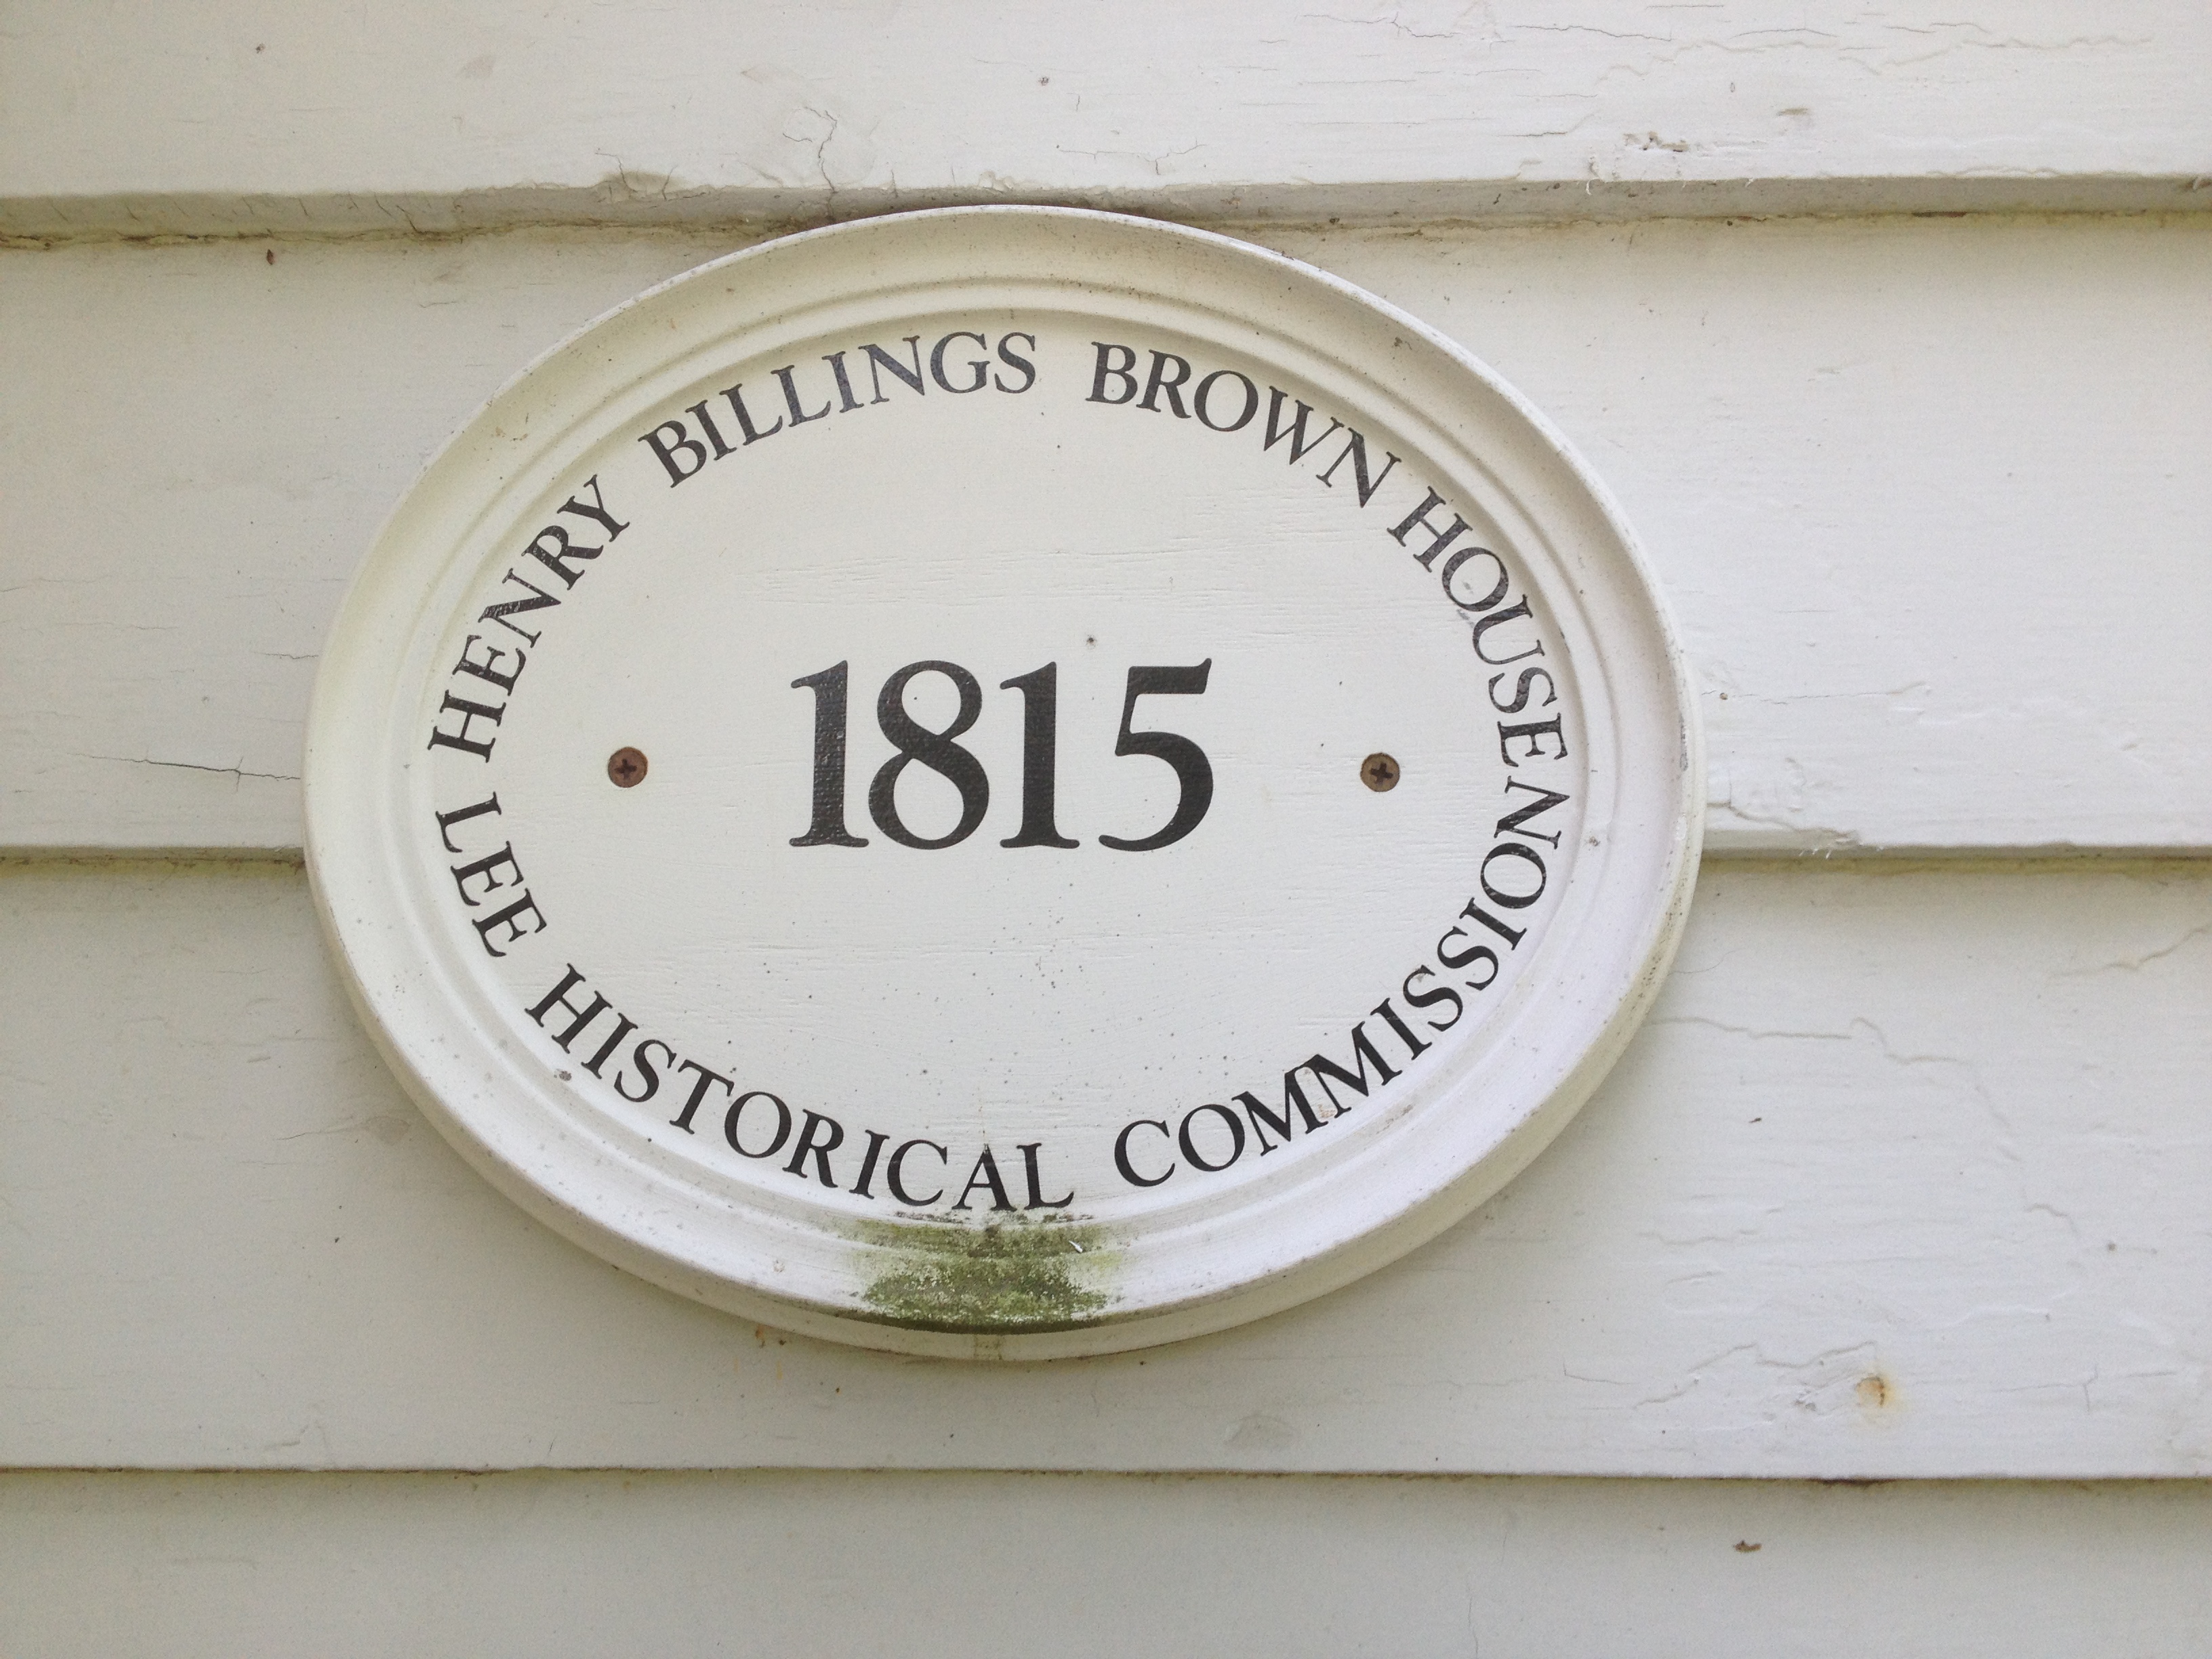 HENRY BILLINGS BROWN HOUSE
1815
LEE HISTORICAL COMMISSION